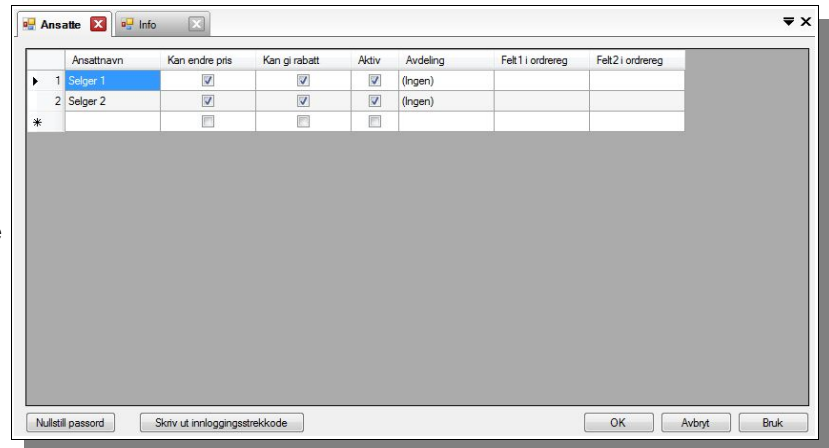 Ansatte Info
Ansattnavn Kan endre pris Kan gi rabatt Aktiv Avdeling Felt1 i ordrereg Felt2 i ordrereg
1 Selger 1 (Ingen)
2 Selger 2 (Ingen)
e
Nullstill passord Skriv ut innloggingsstrekkode OK Avbryt Bruk